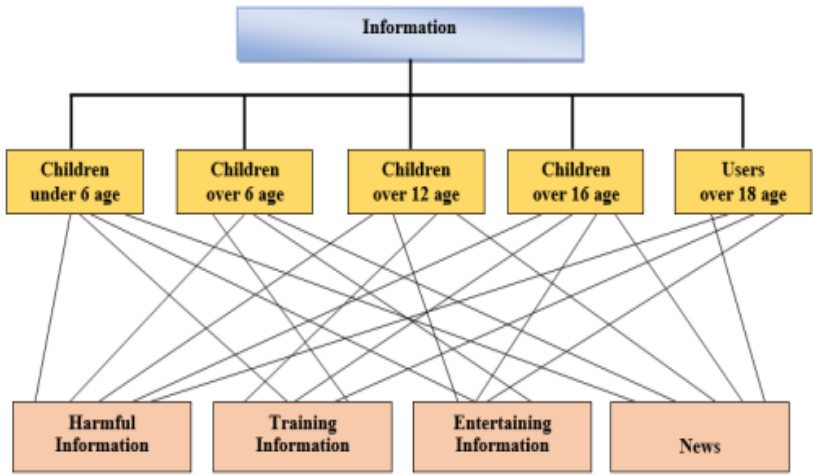 Information
Children
under 6 age
Children
over 6 age
Children
over 12 age
Children
over 16 age
Users
over 18 age
Harmful
Information
Training
Information
Entertaining
Information
News